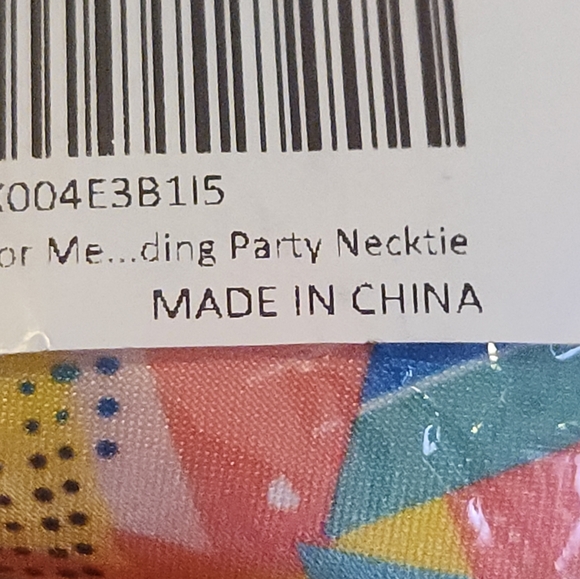 X004E3B1I5
or Me...ding Party Necktie
MADE IN CHINA